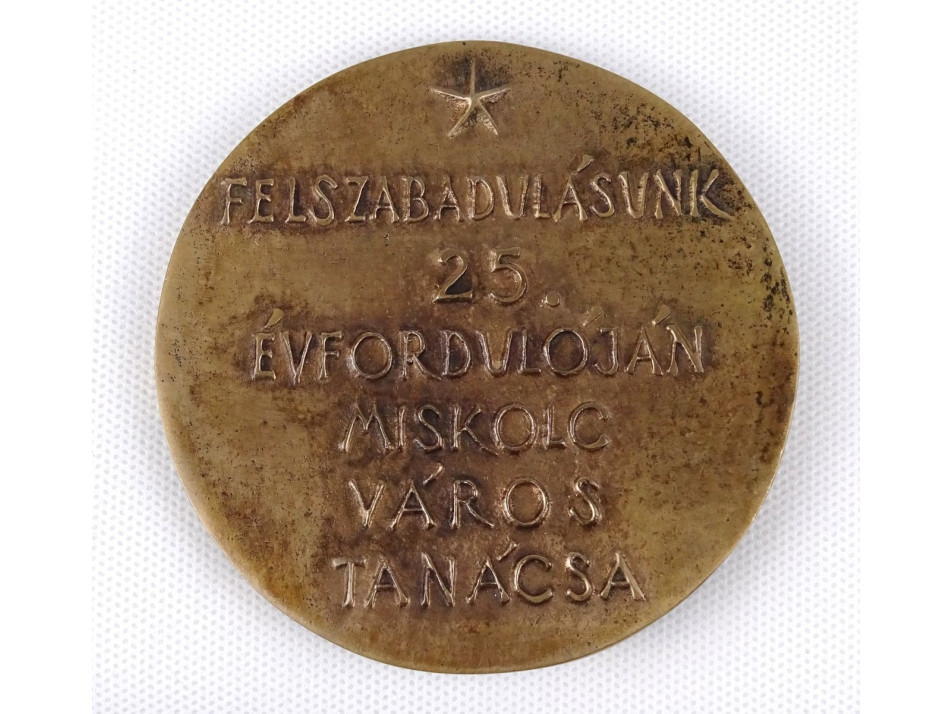 FELSZABADULÁSUNK
25.
ÉVFORDULÓJÁN
MISKOLC
VÁROS
TANÁCSA